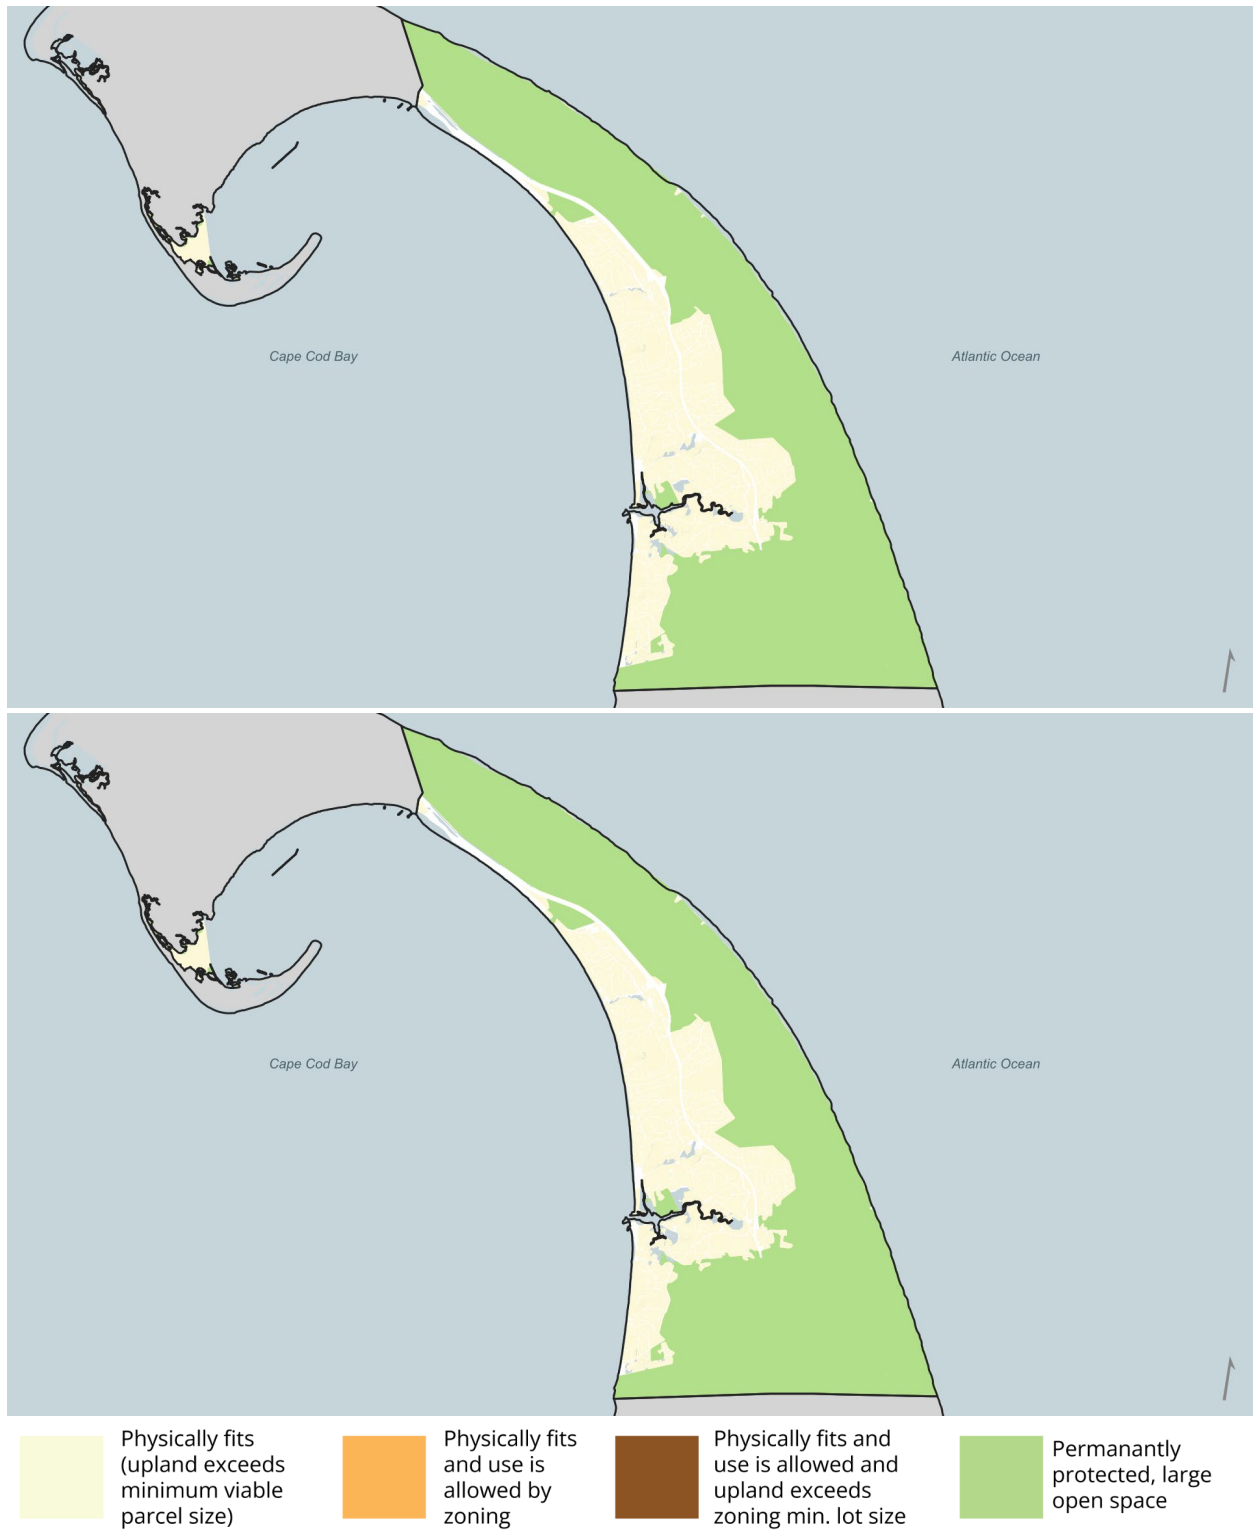 Cape Cod Bay
Atlantic Ocean
Cape Cod Bay
Atlantic Ocean
Physically fits
(upland exceeds
minimum viable
parcel size)
Physically fits
and use is
allowed by
zoning
Physically fits and
use is allowed and
upland exceeds
zoning min. lot size
Permanantly
protected, large
open space